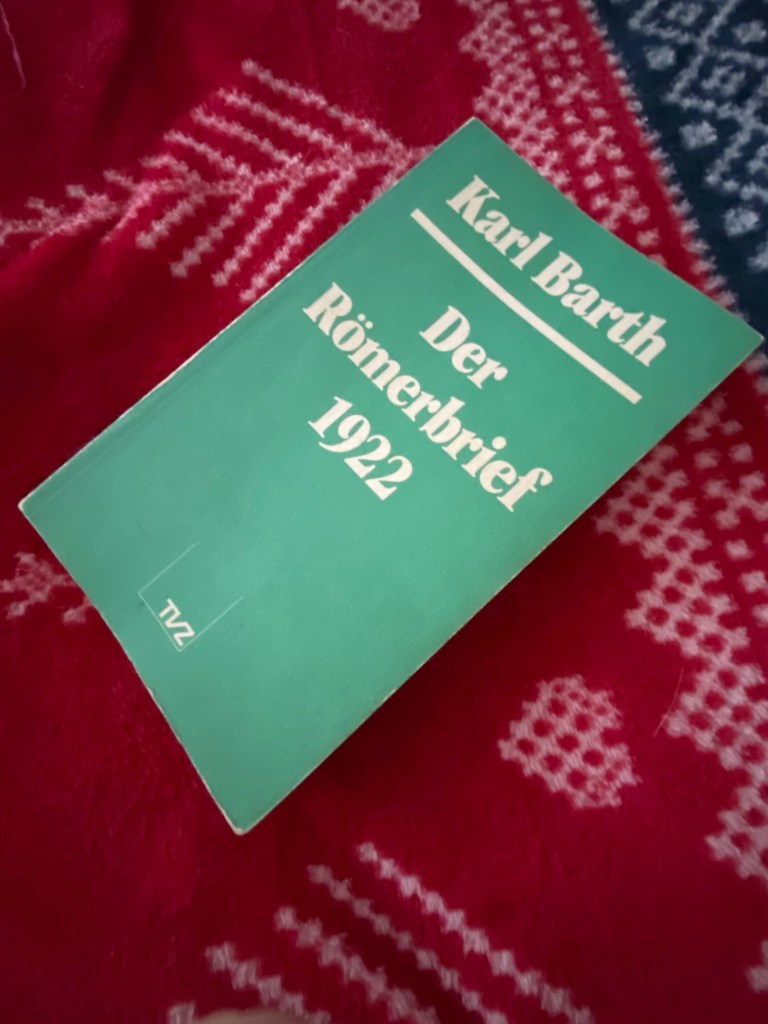 Karl Barth
Der
Römerbrief
1922
TVZ